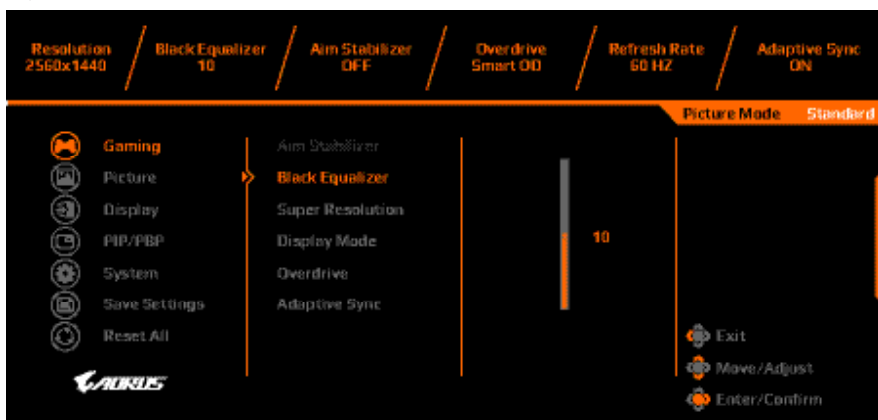 Resolution
2560x1440
Black Equalizer
10
Aim Stabilizer
OFF
Overdrive
Smart OD
Refresh Rate
60 HZ
Adaptive Sync
ON
Picture Mode Standard
Gaming
Picture
Display
PIP/PBP
System
Save Settings
Reset All
Aim Stabilizer
Black Equalizer
Super Resolution
Display Mode
Overdrive
Adaptive Sync
10
Exit
Move/Adjust
Enter/Confirm
AORUS